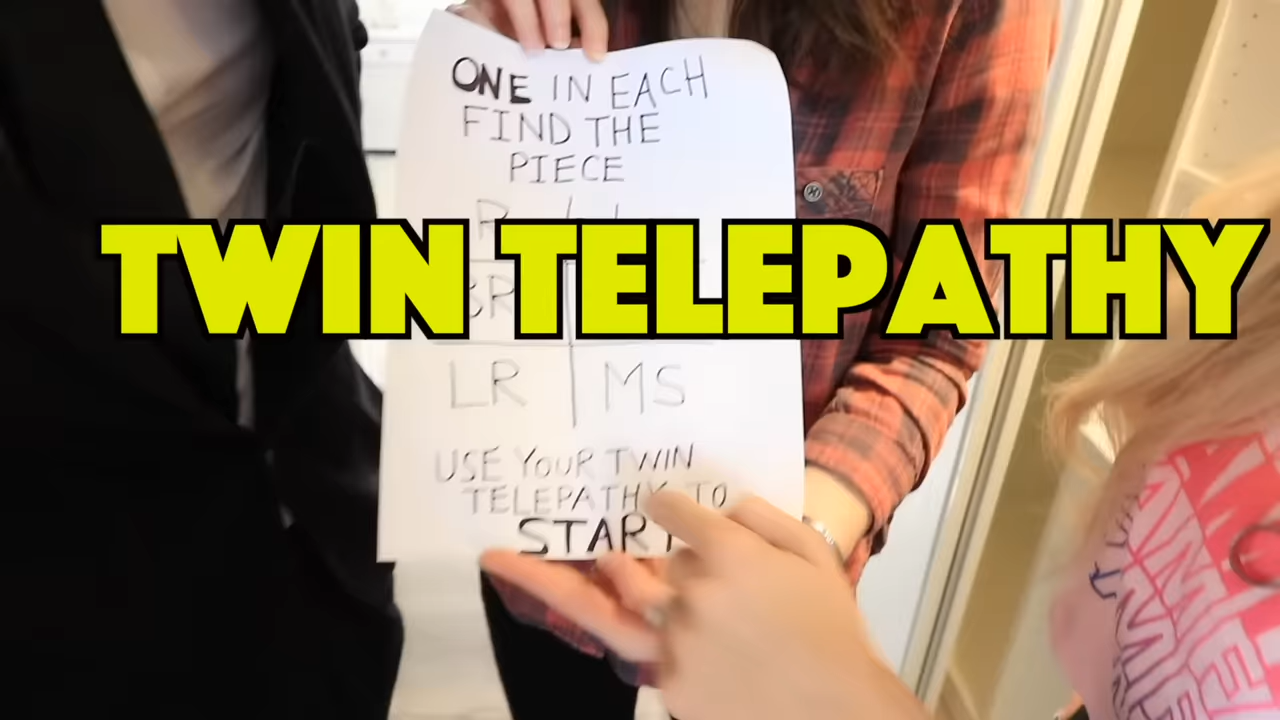 ONE IN EACH
FIND THE
PIECE
TWIN TELEPATHY
LR MS
USE YOUR TWIN
TELEPATHY TO
START